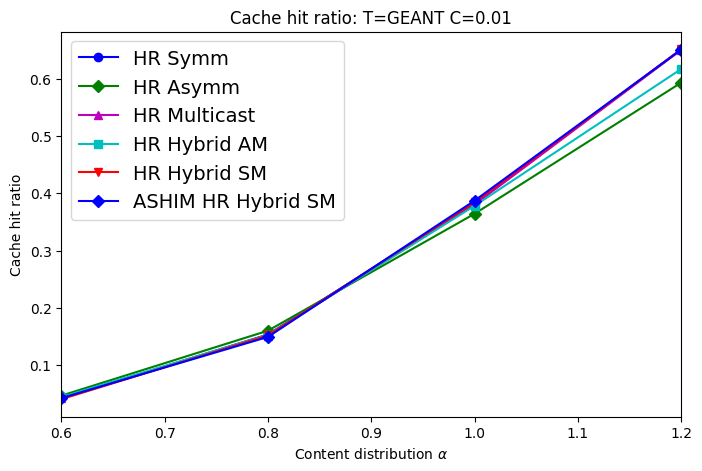 Cache hit ratio: T=GEANT C=0.01
HR Symm
HR Asymm
HR Multicast
HR Hybrid AM
HR Hybrid SM
ASHIM HR Hybrid SM
Cache hit ratio
0.6
0.5
0.4
0.3
0.2
0.1
0.6 0.7 0.8 0.9 1.0 1.1 1.2
Content distribution α